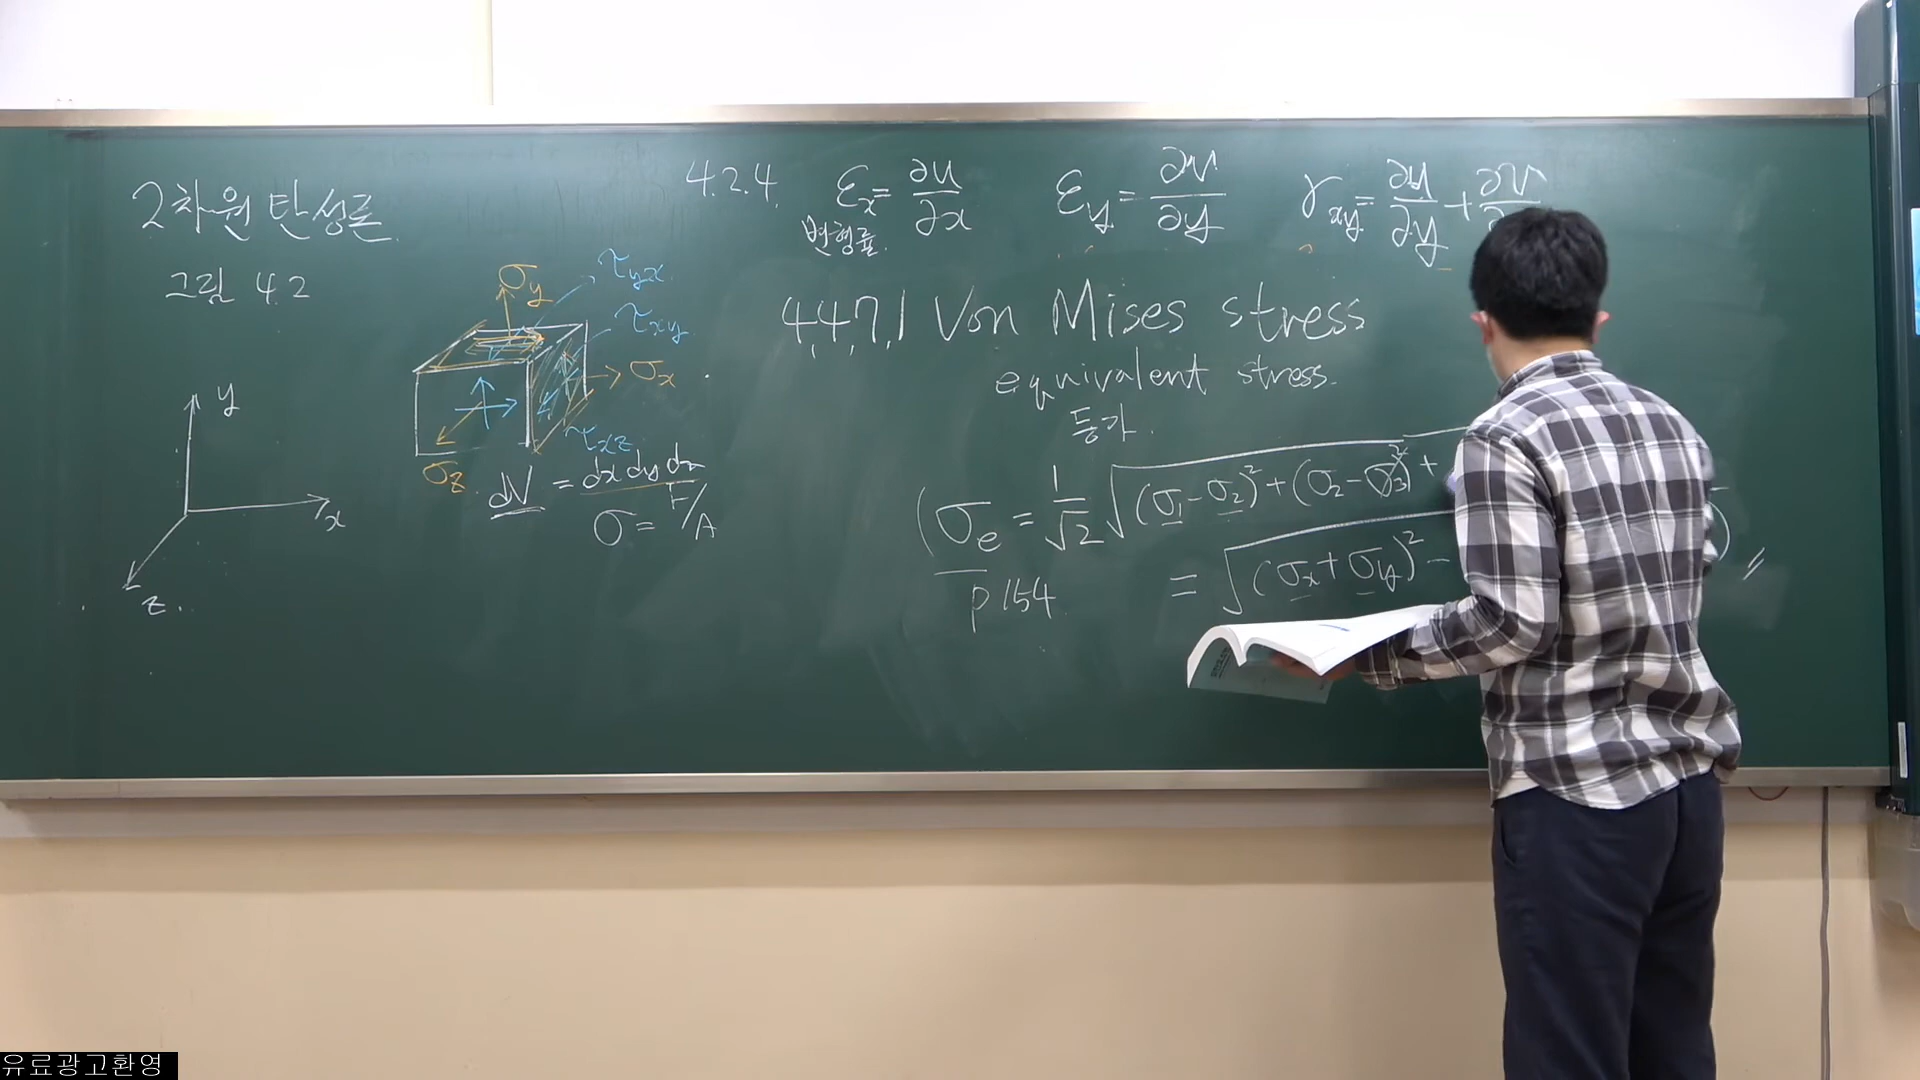 2차원 탄성론
그림 4.2
y
x
z
σy
τyx
τxy
σx
τxz
σz
dV = dx dy dz
σ = F/A
4.2.4. εx = ∂u/∂x εy = ∂v/∂y γxy = ∂u/∂y + ∂v/∂
변형률.
4.4.7.1 Von Mises stress
equivalent stress.
등가.
(σe = 1/√2 √(σ1-σ2)² + (σ2-σ3)² +
= √(σx+σy)² - )
p 154
유료광고환영